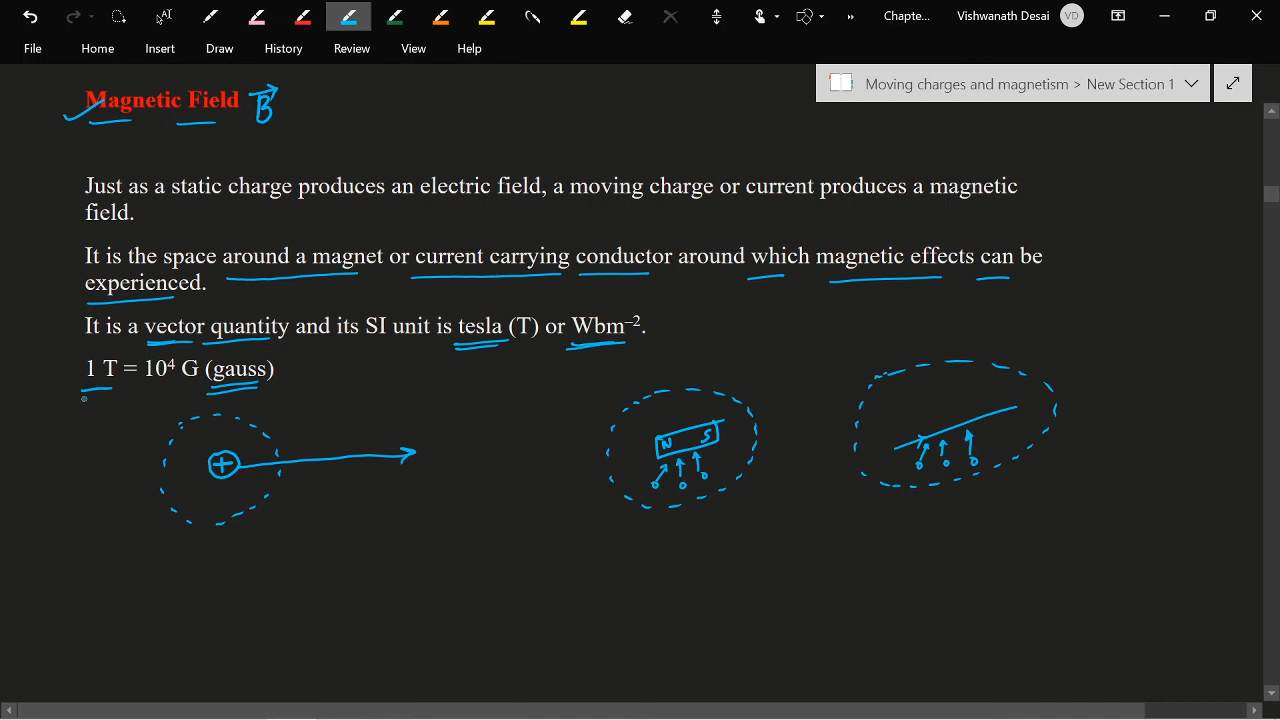 Chapte...
Vishwanath Desai
VD
File
Home
Insert
Draw
History
Review
View
Help
Moving charges and magnetism > New Section 1
Magnetic Field B
Just as a static charge produces an electric field, a moving charge or current produces a magnetic
field.
It is the space around a magnet or current carrying conductor around which magnetic effects can be
experienced.
It is a vector quantity and its SI unit is tesla (T) or Wbm⁻².
1 T = 10⁴ G (gauss)
+
N S